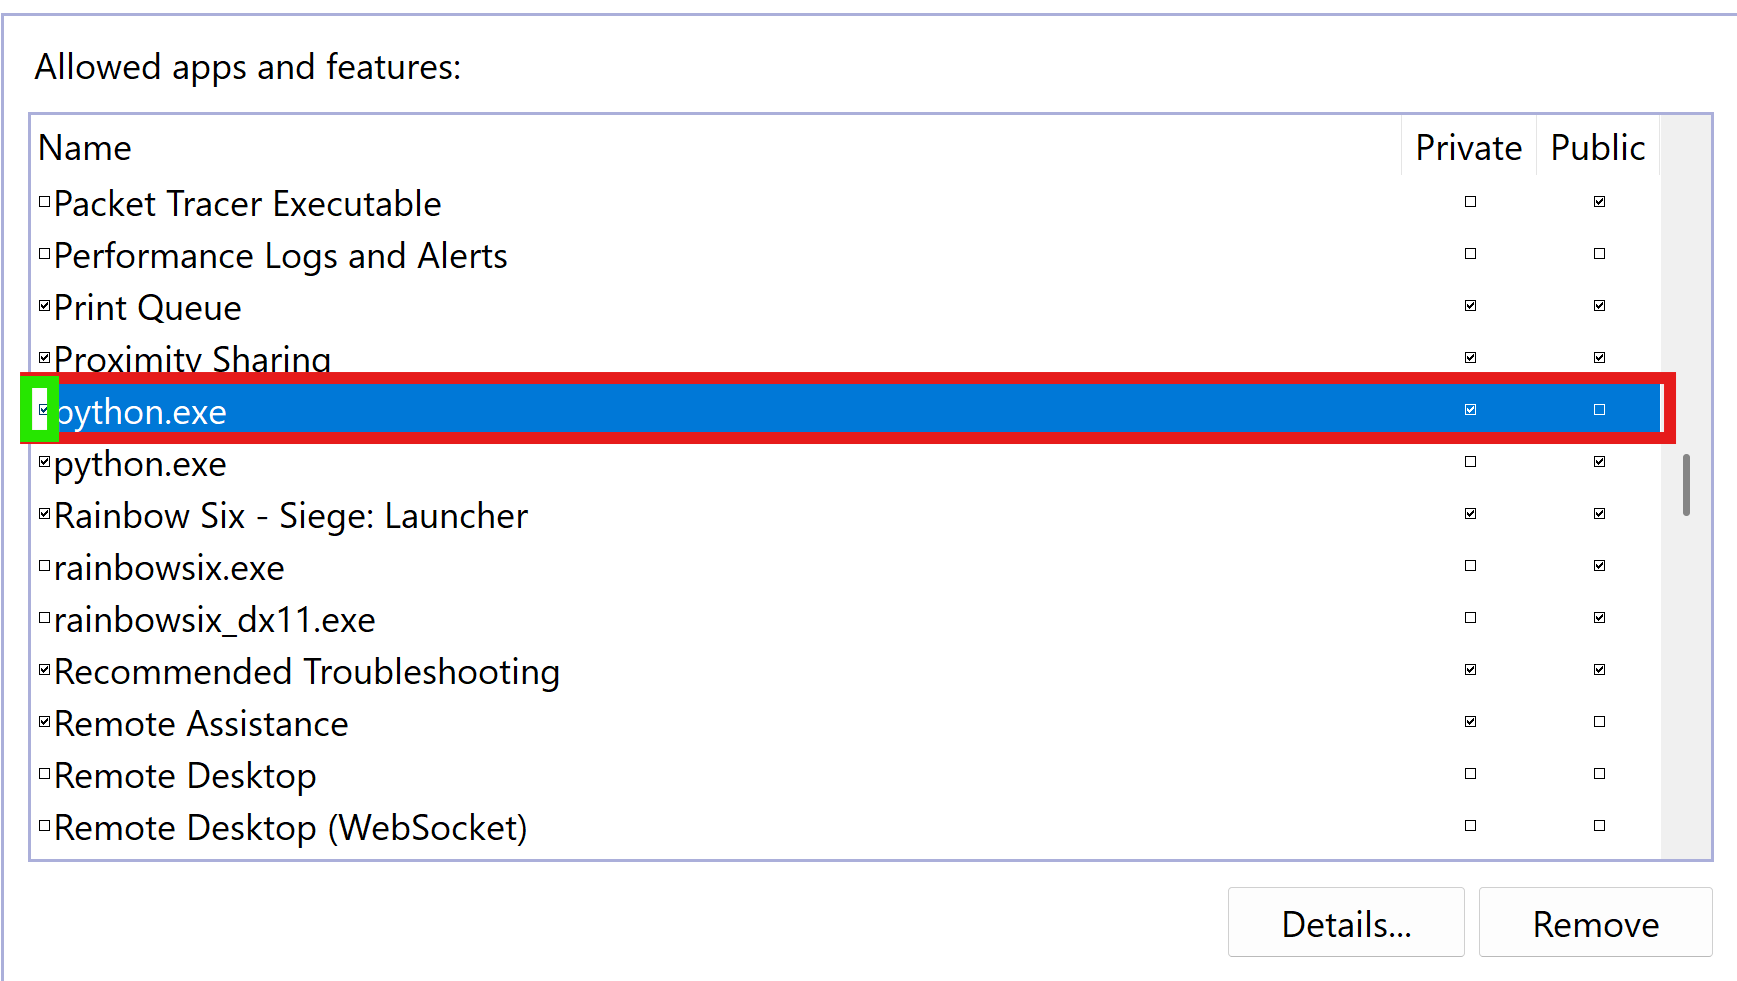 Allowed apps and features:
Name Private Public
Packet Tracer Executable
Performance Logs and Alerts
Print Queue
Proximity Sharing
python.exe
python.exe
Rainbow Six - Siege: Launcher
rainbowsix.exe
rainbowsix_dx11.exe
Recommended Troubleshooting
Remote Assistance
Remote Desktop
Remote Desktop (WebSocket)
Details... Remove